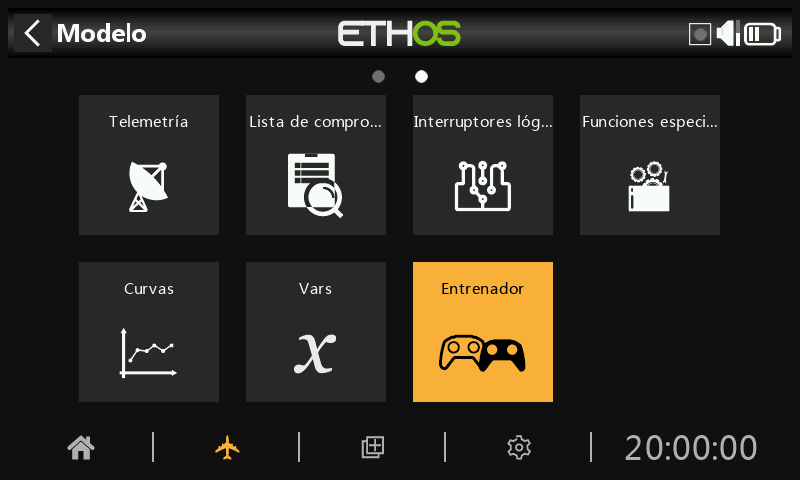 Modelo
ETHOS
Telemetría
Lista de compro...
Interruptores lóg...
Funciones especi...
Curvas
Vars
x
Entrenador
20:00:00